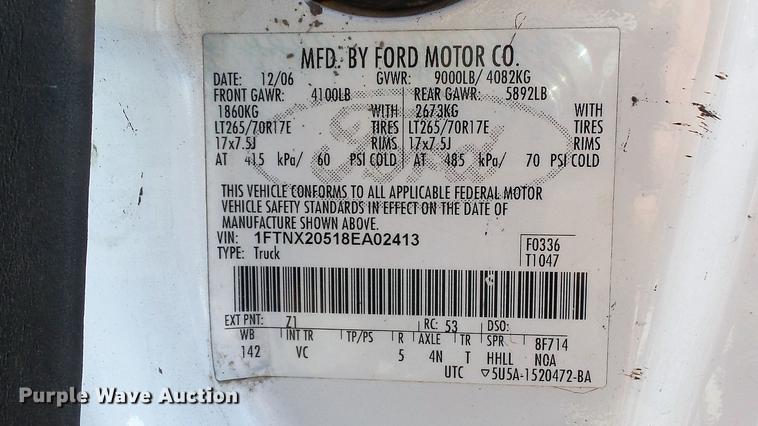 MFD. BY FORD MOTOR CO.
DATE: 12/06 GVWR: 9000LB/ 4082KG
FRONT GAWR: 4100LB REAR GAWR: 5892LB
1860KG WITH 2673KG WITH
LT265/70R17E TIRES LT265/70R17E TIRES
17x7.5J RIMS 17x7.5J RIMS
AT 415 kPa/ 60 PSI COLD AT 485 kPa/ 70 PSI COLD
Ford
THIS VEHICLE CONFORMS TO ALL APPLICABLE FEDERAL MOTOR
VEHICLE SAFETY STANDARDS IN EFFECT ON THE DATE OF
MANUFACTURE SHOWN ABOVE.
VIN: 1FTNX20518EA02413 F0336
TYPE: Truck T1047
EXT PNT: Z1 RC: 53 DSO:
WB INT TR TP/PS R AXLE TR SPR 8F714
142 VC 5 4N T HHLL NOA
UTC ▽5U5A-1520472-BA
Purple Wave Auction